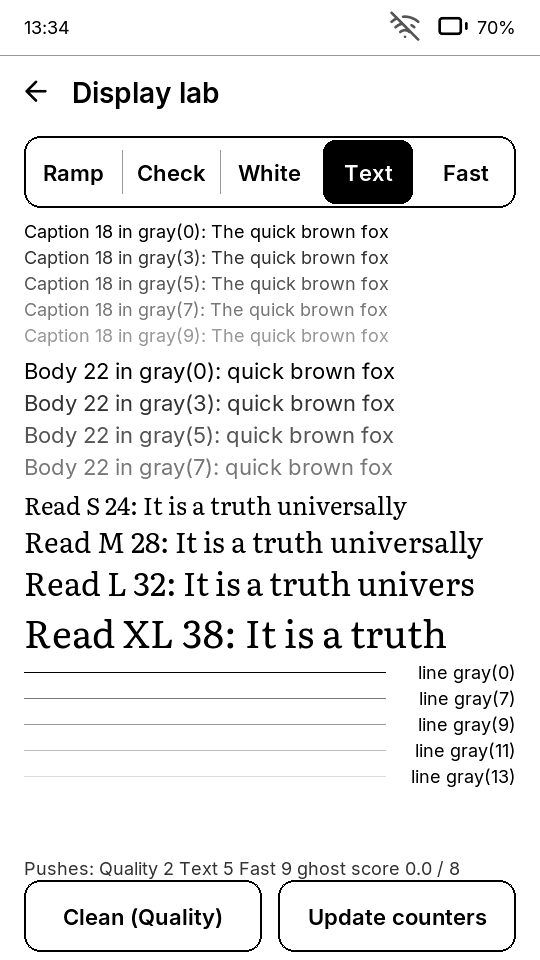 13:34 70%
Display lab
Ramp Check White Text Fast
Caption 18 in gray(0): The quick brown fox
Caption 18 in gray(3): The quick brown fox
Caption 18 in gray(5): The quick brown fox
Caption 18 in gray(7): The quick brown fox
Caption 18 in gray(9): The quick brown fox
Body 22 in gray(0): quick brown fox
Body 22 in gray(3): quick brown fox
Body 22 in gray(5): quick brown fox
Body 22 in gray(7): quick brown fox
Read S 24: It is a truth universally
Read M 28: It is a truth universally
Read L 32: It is a truth univers
Read XL 38: It is a truth
line gray(0)
line gray(7)
line gray(9)
line gray(11)
line gray(13)
Pushes: Quality 2 Text 5 Fast 9 ghost score 0.0 / 8
Clean (Quality) Update counters